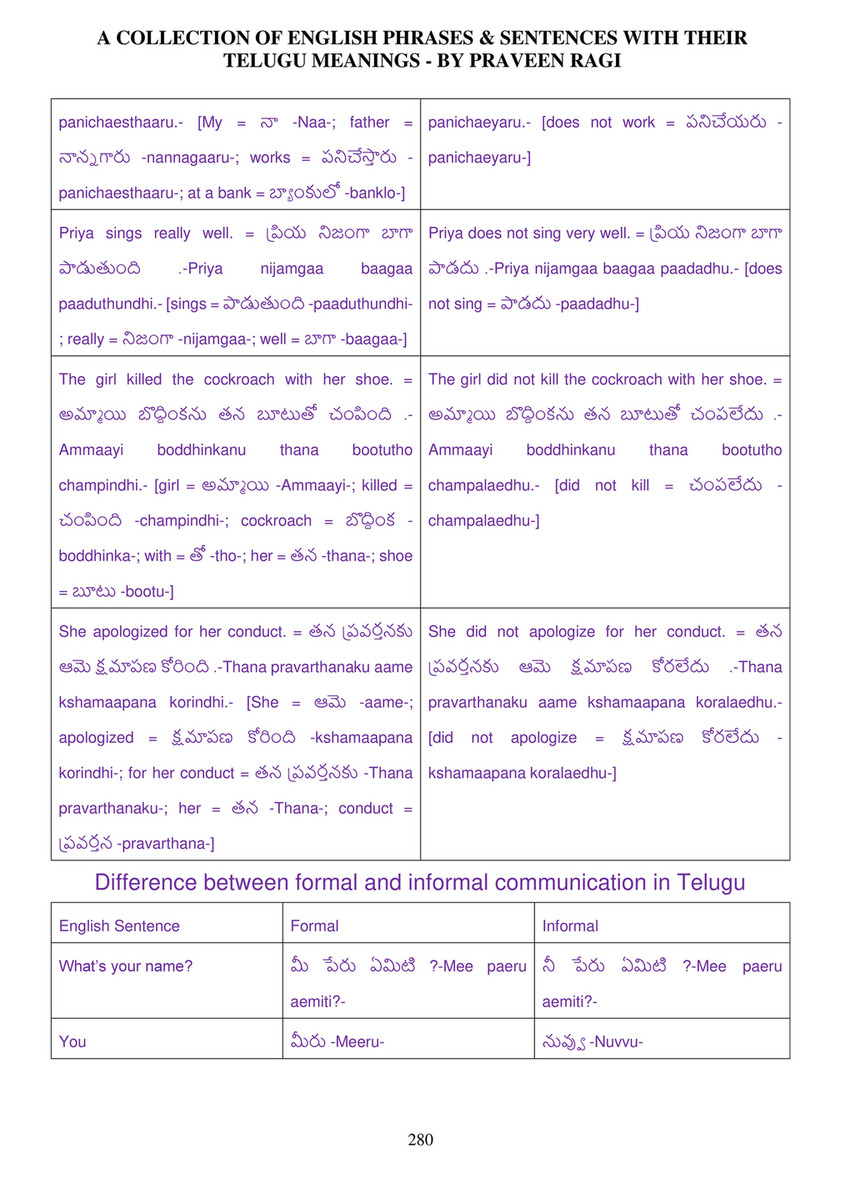 A COLLECTION OF ENGLISH PHRASES & SENTENCES WITH THEIR
TELUGU MEANINGS - BY PRAVEEN RAGI
panichaesthaaru.- [My = నా -Naa-; father =
నాన్నగారు -nannagaaru-; works = పనిచేస్తారు -
panichaesthaaru-; at a bank = బ్యాంకులో -banklo-]
panichaeyaru.- [does not work = పనిచేయరు -
panichaeyaru-]
Priya sings really well. = ప్రియ నిజంగా బాగా
పాడుతుంది .-Priya nijamgaa baagaa
paaduthundhi.- [sings = పాడుతుంది -paaduthundhi-
; really = నిజంగా -nijamgaa-; well = బాగా -baagaa-]
Priya does not sing very well. = ప్రియ నిజంగా బాగా
పాడదు .-Priya nijamgaa baagaa paadadhu.- [does
not sing = పాడదు -paadadhu-]
The girl killed the cockroach with her shoe. =
అమ్మాయి బొద్దింకను తన బూటుతో చంపింది .-
Ammaayi boddhinkanu thana bootutho
champindhi.- [girl = అమ్మాయి -Ammaayi-; killed =
చంపింది -champindhi-; cockroach = బొద్దింక -
boddhinka-; with = తో -tho-; her = తన -thana-; shoe
= బూటు -bootu-]
The girl did not kill the cockroach with her shoe. =
అమ్మాయి బొద్దింకను తన బూటుతో చంపలేదు .-
Ammaayi boddhinkanu thana bootutho
champalaedhu.- [did not kill = చంపలేదు -
champalaedhu-]
She apologized for her conduct. = తన ప్రవర్తనకు
ఆమె క్షమాపణ కోరింది .-Thana pravarthanaku aame
kshamaapana korindhi.- [She = ఆమె -aame-;
apologized = క్షమాపణ కోరింది -kshamaapana
korindhi-; for her conduct = తన ప్రవర్తనకు -Thana
pravarthanaku-; her = తన -Thana-; conduct =
ప్రవర్తన -pravarthana-]
She did not apologize for her conduct. = తన
ప్రవర్తనకు ఆమె క్షమాపణ కోరలేదు .-Thana
pravarthanaku aame kshamaapana koralaedhu.-
[did not apologize = క్షమాపణ కోరలేదు -
kshamaapana koralaedhu-]
Difference between formal and informal communication in Telugu
English Sentence Formal Informal
What's your name? మీ పేరు ఏమిటి ?-Mee paeru నీ పేరు ఏమిటి ?-Mee paeru
aemiti?- aemiti?-
You మీరు -Meeru- నువ్వు -Nuvvu-
280